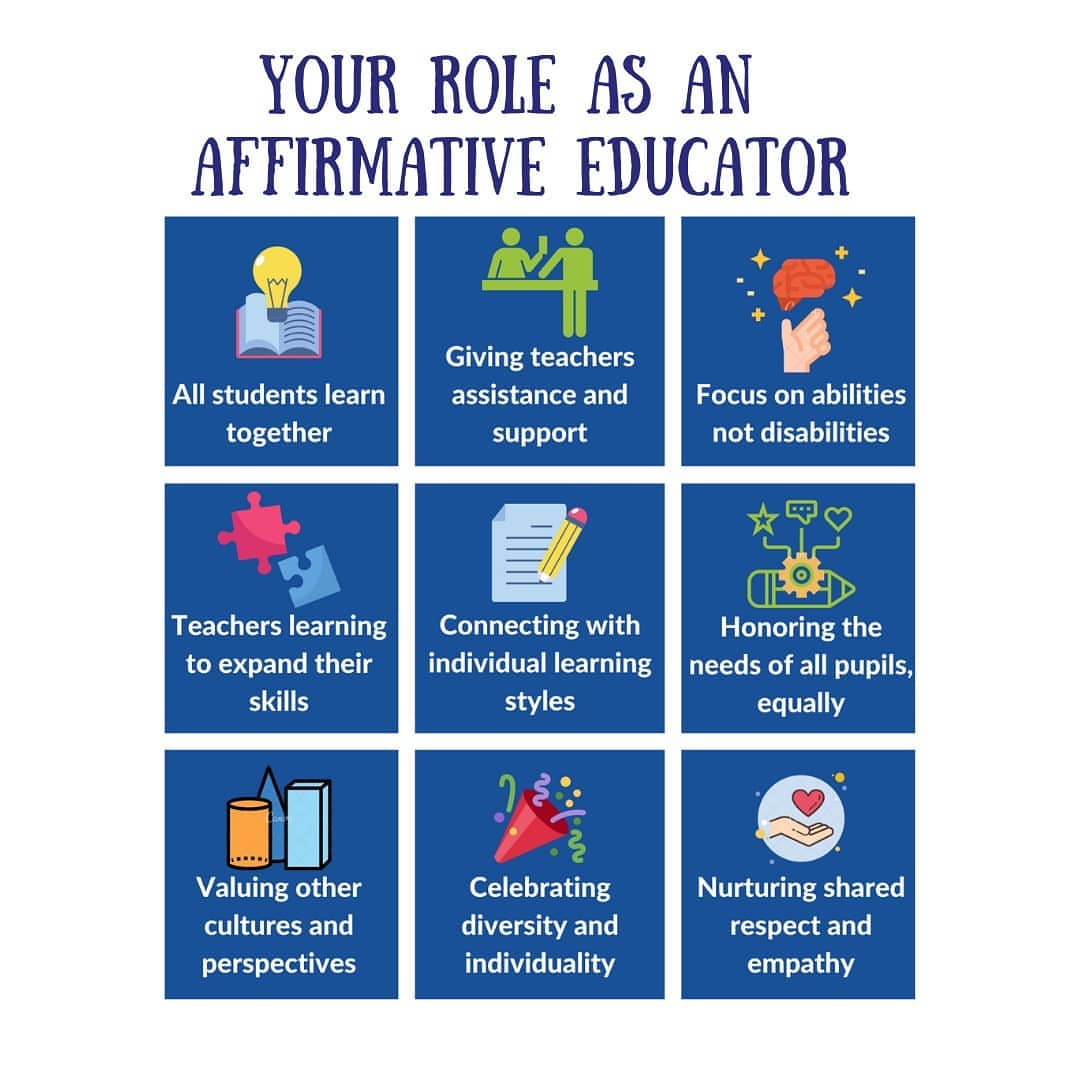 YOUR ROLE AS AN
AFFIRMATIVE EDUCATOR
All students learn
together
Giving teachers
assistance and
support
Focus on abilities
not disabilities
Teachers learning
to expand their
skills
Connecting with
individual learning
styles
Honoring the
needs of all pupils,
equally
Valuing other
cultures and
perspectives
Celebrating
diversity and
individuality
Nurturing shared
respect and
empathy